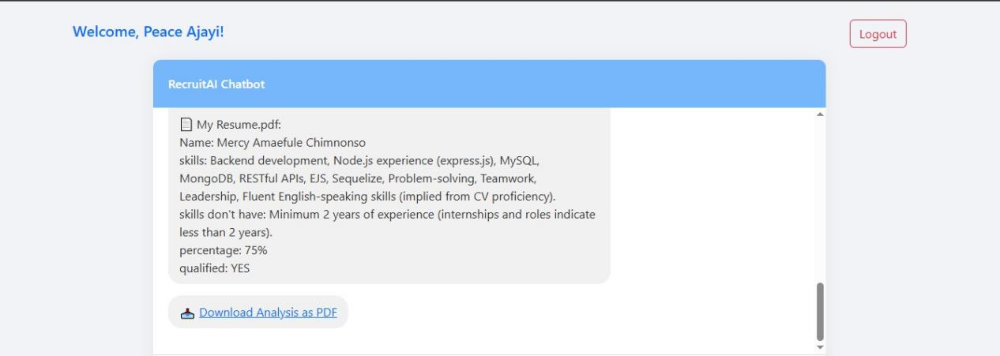 Welcome, Peace Ajayi!
Logout
RecruitAI Chatbot
My Resume.pdf:
Name: Mercy Amaefule Chimnonso
skills: Backend development, Node.js experience (express.js), MySQL,
MongoDB, RESTful APIs, EJS, Sequelize, Problem-solving, Teamwork,
Leadership, Fluent English-speaking skills (implied from CV proficiency).
skills don't have: Minimum 2 years of experience (internships and roles indicate
less than 2 years).
percentage: 75%
qualified: YES
Download Analysis as PDF